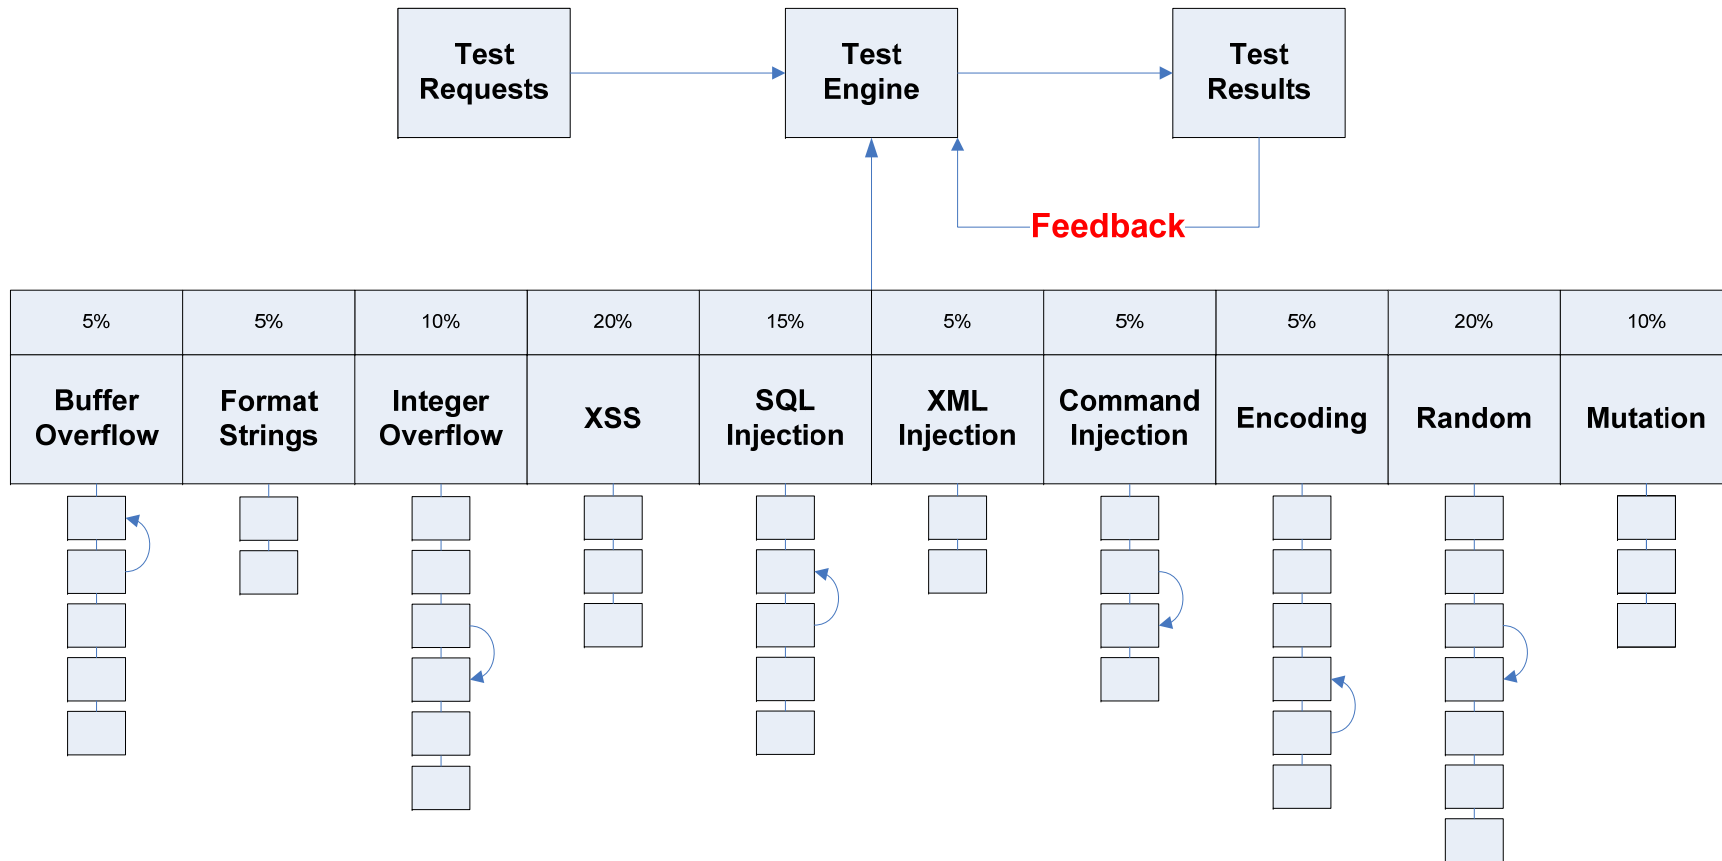 Test
Requests
Test
Engine
Test
Results
Feedback
5%
5%
10%
20%
15%
5%
5%
5%
20%
10%
Buffer
Overflow
Format
Strings
Integer
Overflow
XSS
SQL
Injection
XML
Injection
Command
Injection
Encoding
Random
Mutation